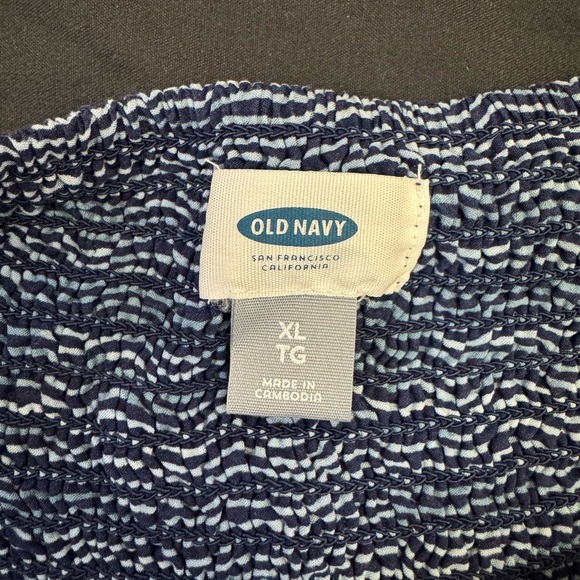 OLD NAVY
SAN FRANCISCO
CALIFORNIA
XL
TG
MADE IN
CAMBODIA